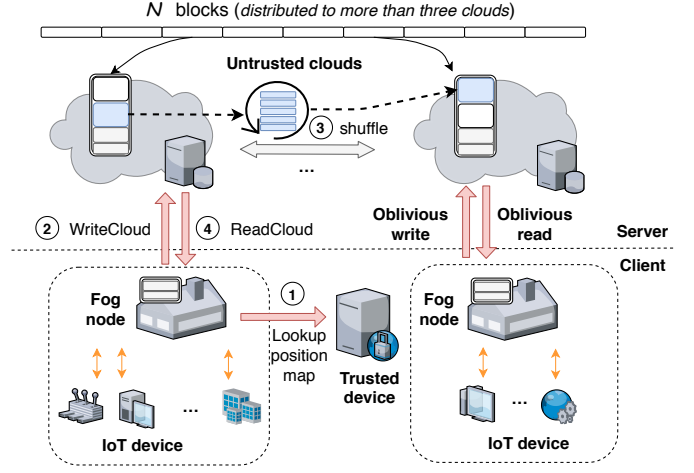 N blocks (distributed to more than three clouds)
Untrusted clouds
3 shuffle
...
2 WriteCloud
4 ReadCloud
Oblivious
write
Oblivious
read
Server
Client
Fog
node
1
Lookup
position
map
Trusted
device
Fog
node
...
IoT device
...
IoT device